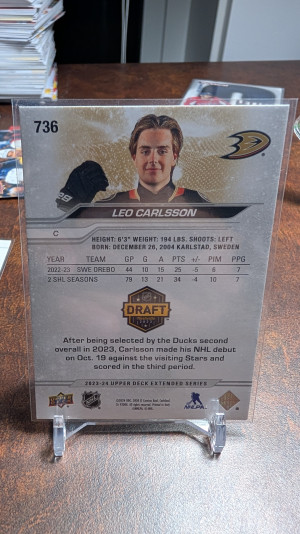 736
LEO CARLSSON
C
HEIGHT: 6'3" WEIGHT: 194 LBS. SHOOTS: LEFT
BORN: DECEMBER 26, 2004 KARLSTAD, SWEDEN
YEAR TEAM GP G A PTS +/- PIM PPG
2022-23 SWE OREBO 44 10 15 25 -5 6 7
2 SHL SEASONS 79 13 21 34 -4 10 7
DRAFT
After being selected by the Ducks second
overall in 2023, Carlsson made his NHL debut
on Oct. 19 against the visiting Stars and
scored in the third period.
2023-24 UPPER DECK EXTENDED SERIES
NHL
NHLPA